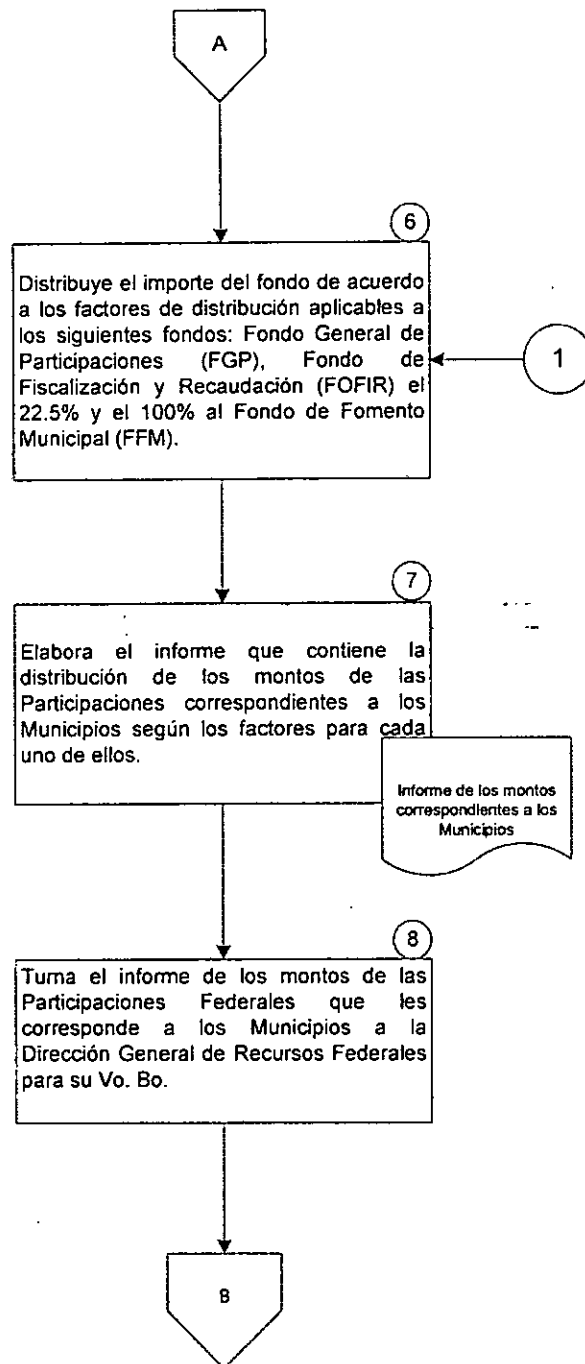 A
6
Distribuye el importe del fondo de acuerdo
a los factores de distribución aplicables a
los siguientes fondos: Fondo General de
Participaciones (FGP), Fondo de
Fiscalización y Recaudación (FOFIR) el
22.5% y el 100% al Fondo de Fomento
Municipal (FFM).
1
7
Elabora el informe que contiene la
distribución de los montos de las
Participaciones correspondientes a los
Municipios según los factores para cada
uno de ellos.
Informe de los montos
correspondientes a los
Municipios
8
Turna el informe de los montos de las
Participaciones Federales que les
corresponde a los Municipios a la
Dirección General de Recursos Federales
para su Vo. Bo.
B